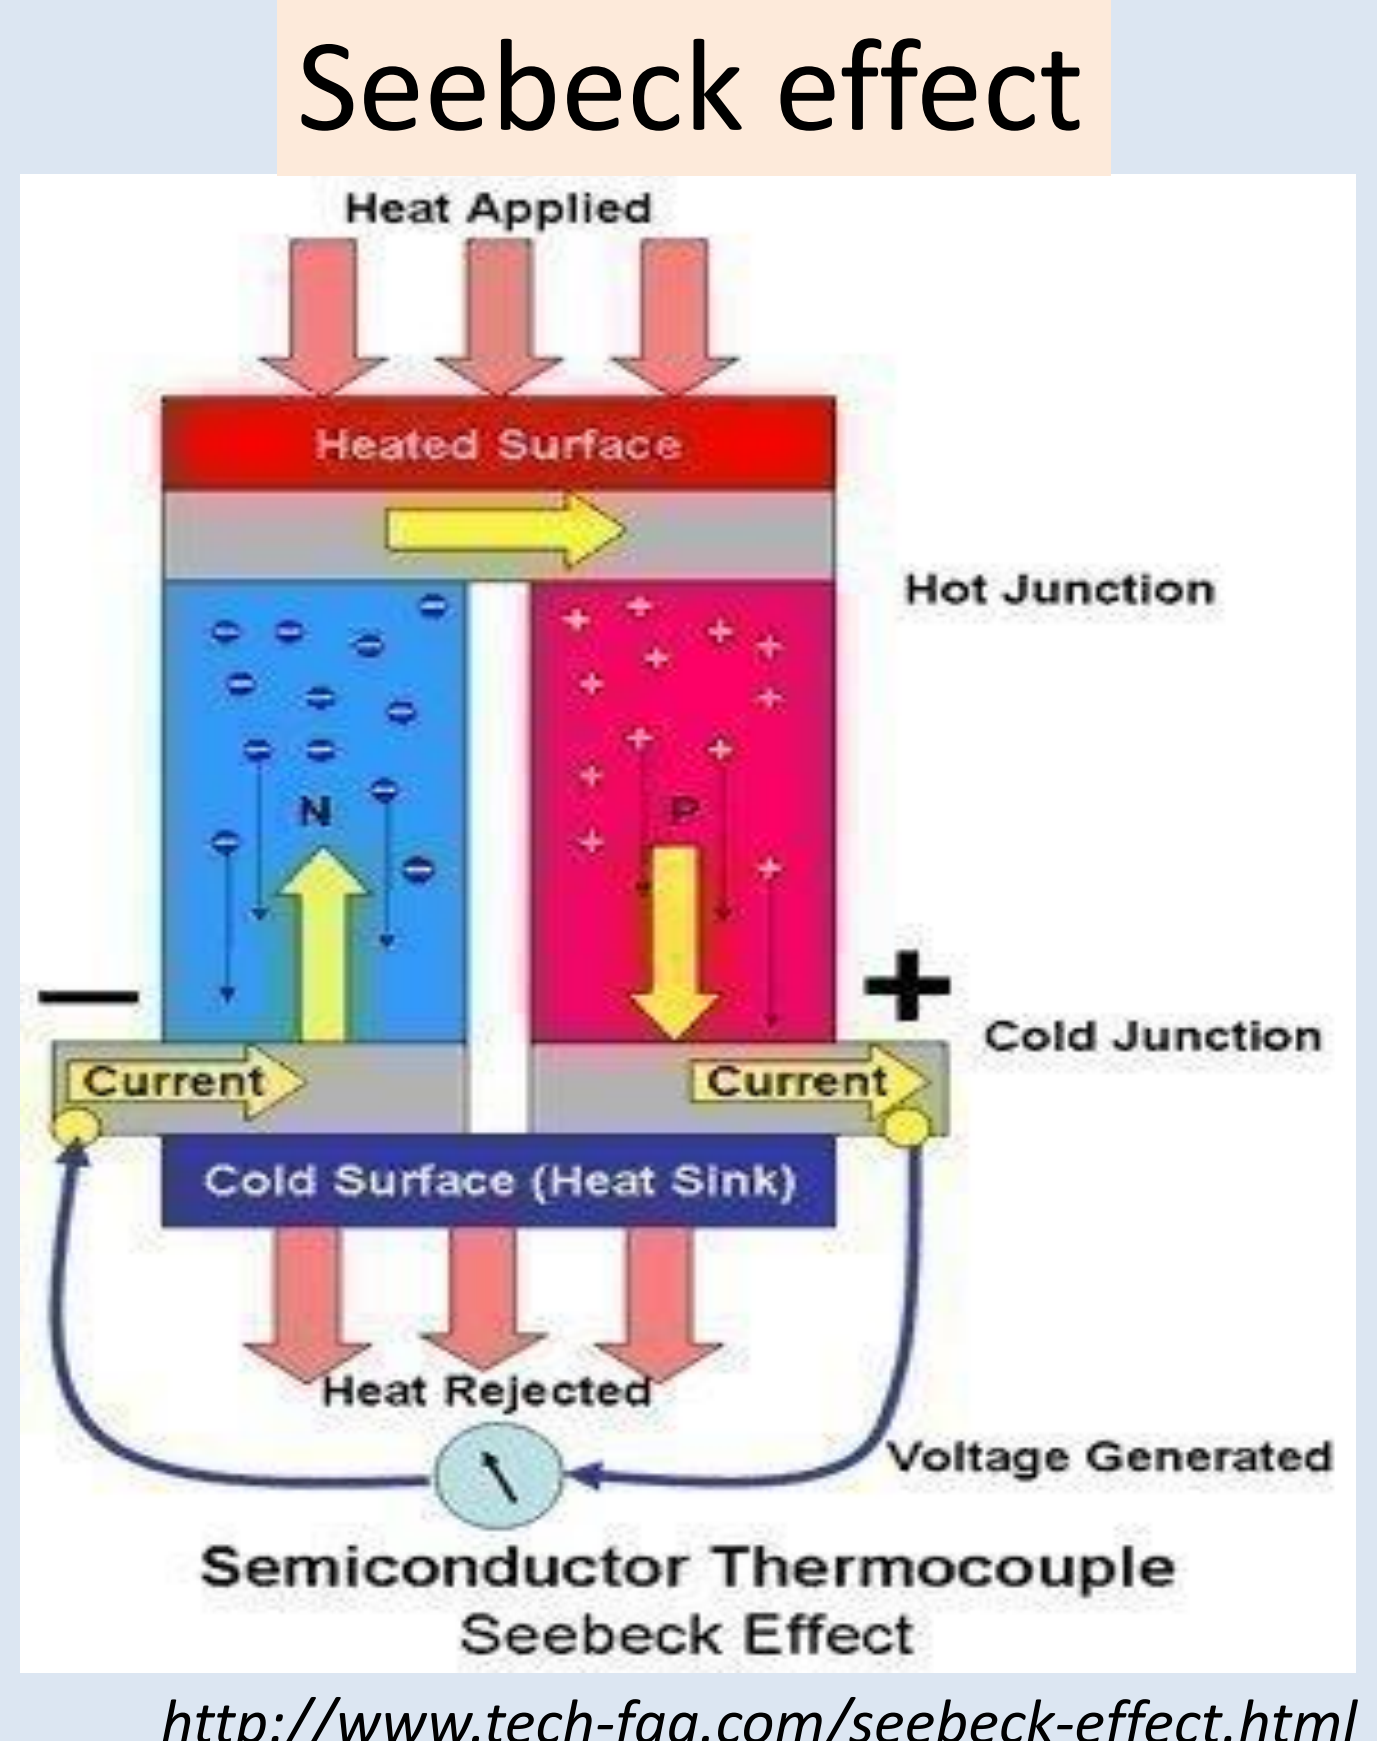 Seebeck effect
Heat Applied
Heated Surface
Hot Junction
N
P
— +
Cold Junction
Current
Current
Cold Surface (Heat Sink)
Heat Rejected
Voltage Generated
Semiconductor Thermocouple
Seebeck Effect
http://www.tech-faq.com/seebeck-effect.html